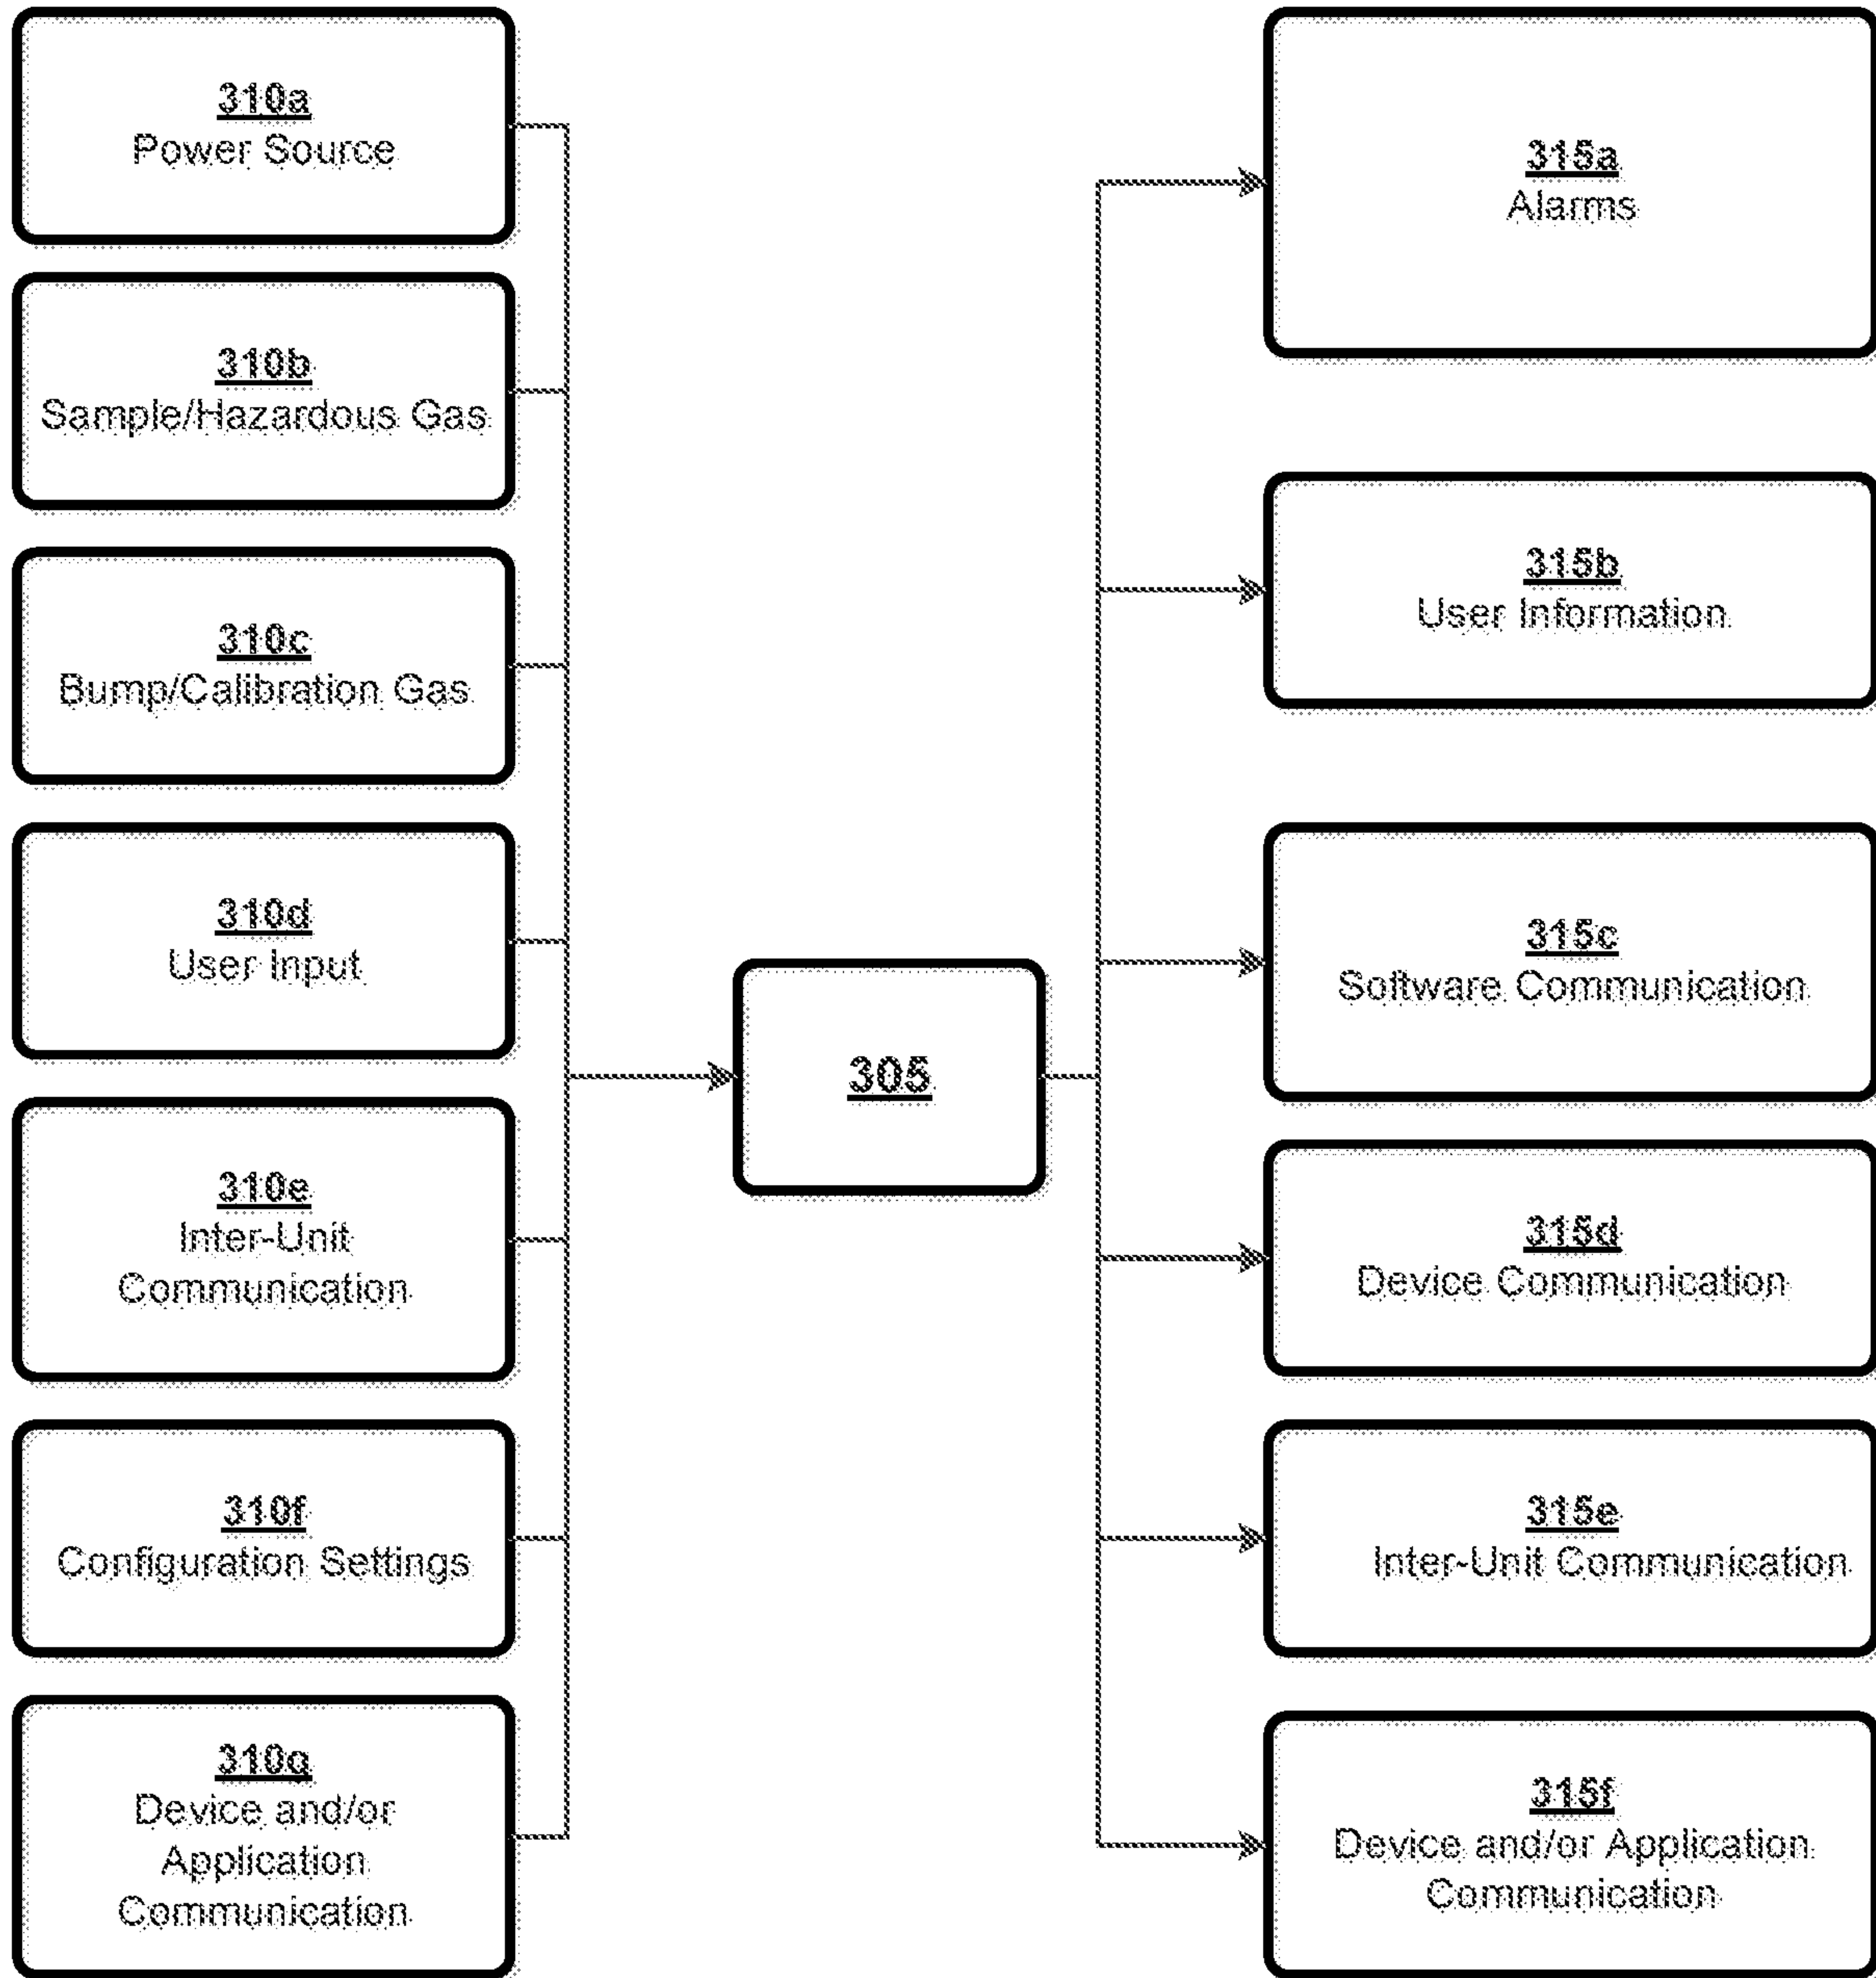 310a
Power Source
310b
Sample/Hazardous Gas
310c
Bump/Calibration Gas
310d
User Input
310e
Inter-Unit
Communication
310f
Configuration Settings
310g
Device and/or
Application
Communication
305
315a
Alarms
315b
User Information
315c
Software Communication
315d
Device Communication
315e
Inter-Unit Communication
315f
Device and/or Application
Communication